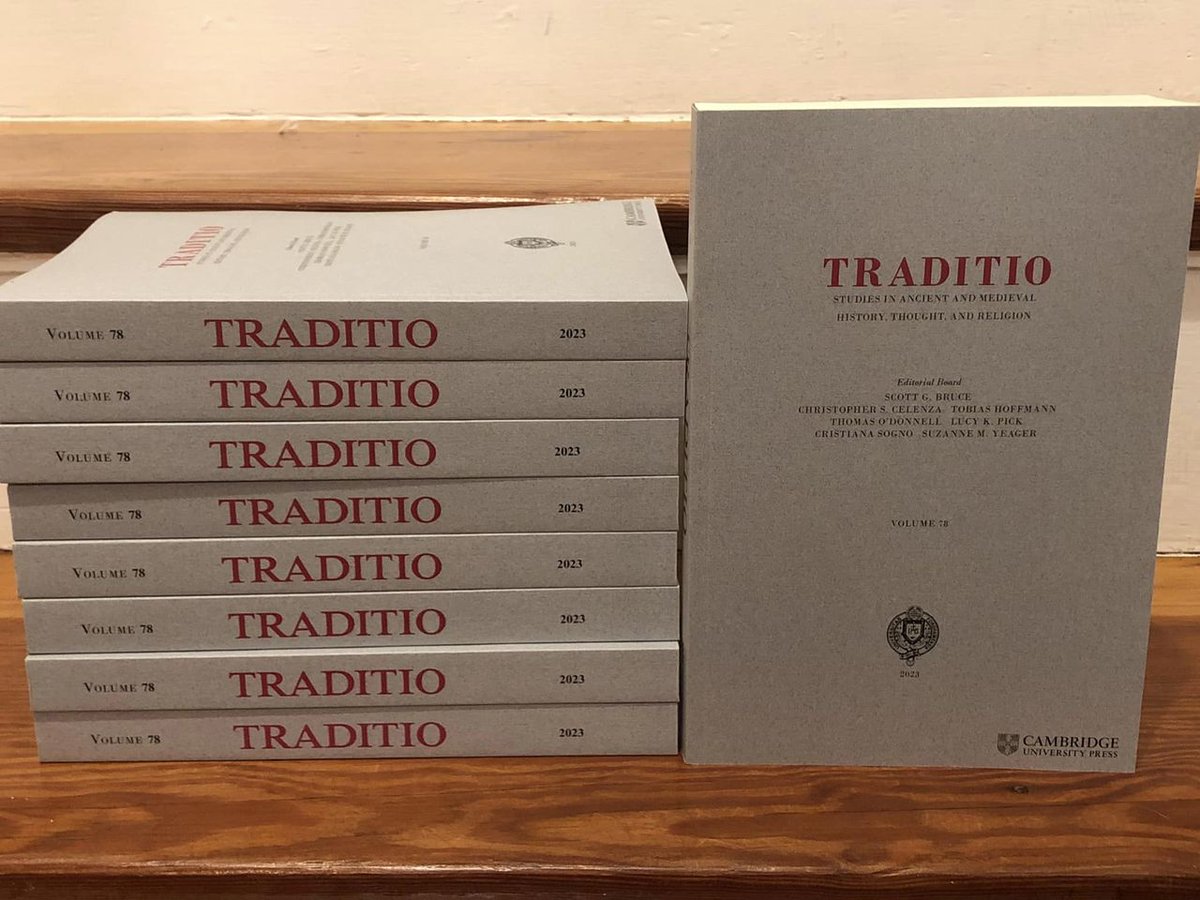 TRADITIO
VOLUME 78 TRADITIO 2023
VOLUME 78 TRADITIO 2023
VOLUME 78 TRADITIO 2023
VOLUME 78 TRADITIO 2023
VOLUME 78 TRADITIO 2023
VOLUME 78 TRADITIO 2023
VOLUME 78 TRADITIO 2023
VOLUME 78 TRADITIO 2023
TRADITIO
STUDIES IN ANCIENT AND MEDIEVAL
HISTORY, THOUGHT, AND RELIGION
Editorial Board
SCOTT G. BRUCE
CHRISTOPHER S. CELENZA TOBIAS HOFFMANN
THOMAS O'DONNELL LUCY K. PICK
CRISTIANA SOGNO SUZANNE M. YEAGER
VOLUME 78
2023
CAMBRIDGE
UNIVERSITY PRESS